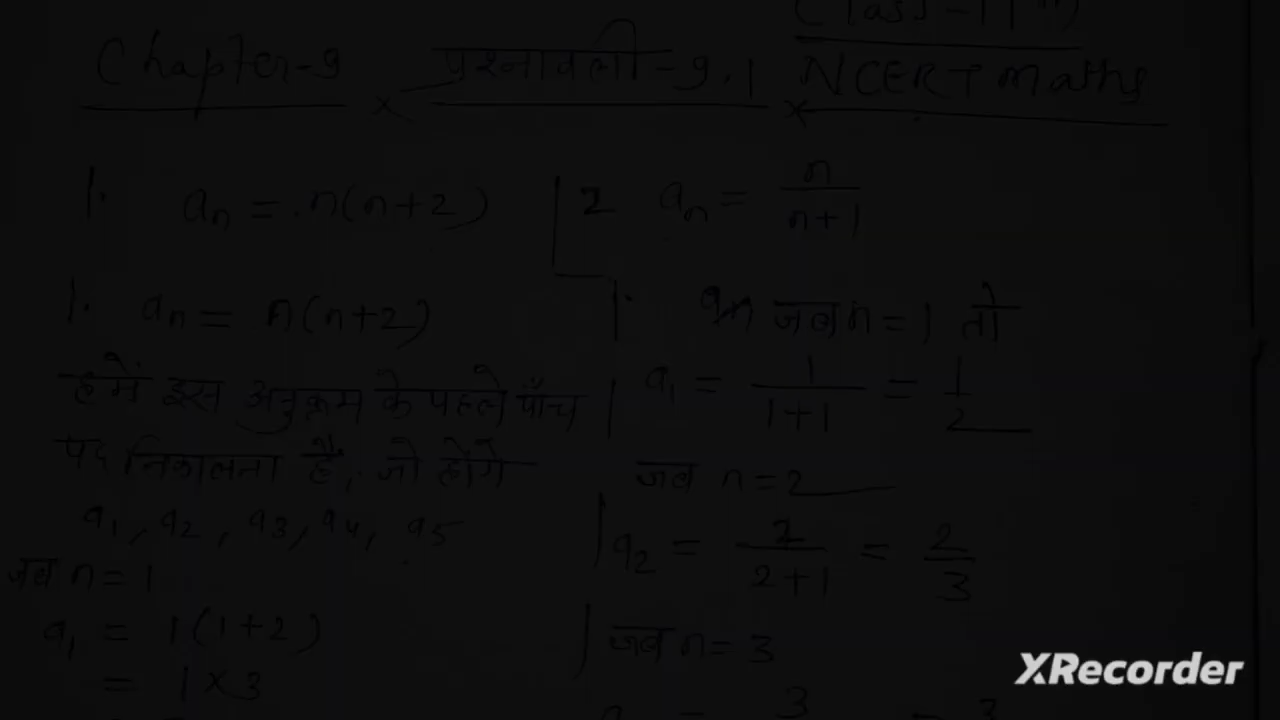 Class-11th
Chapter-9 प्रश्नावली-9.1 NCERT Maths
1. an = n(n+2)
1. an = n(n+2)
हमें इस अनुक्रम के पहले पाँच
पद निकालना है, जो होंगे
a1, a2, a3, a4, a5
जब n = 1
a1 = 1(1+2)
= 1×3
2 an = n/n+1
जब n = 1 तो
a1 = 1/1+1 = 1/2
जब n = 2
a2 = 2/2+1 = 2/3
जब n = 3
XRecorder